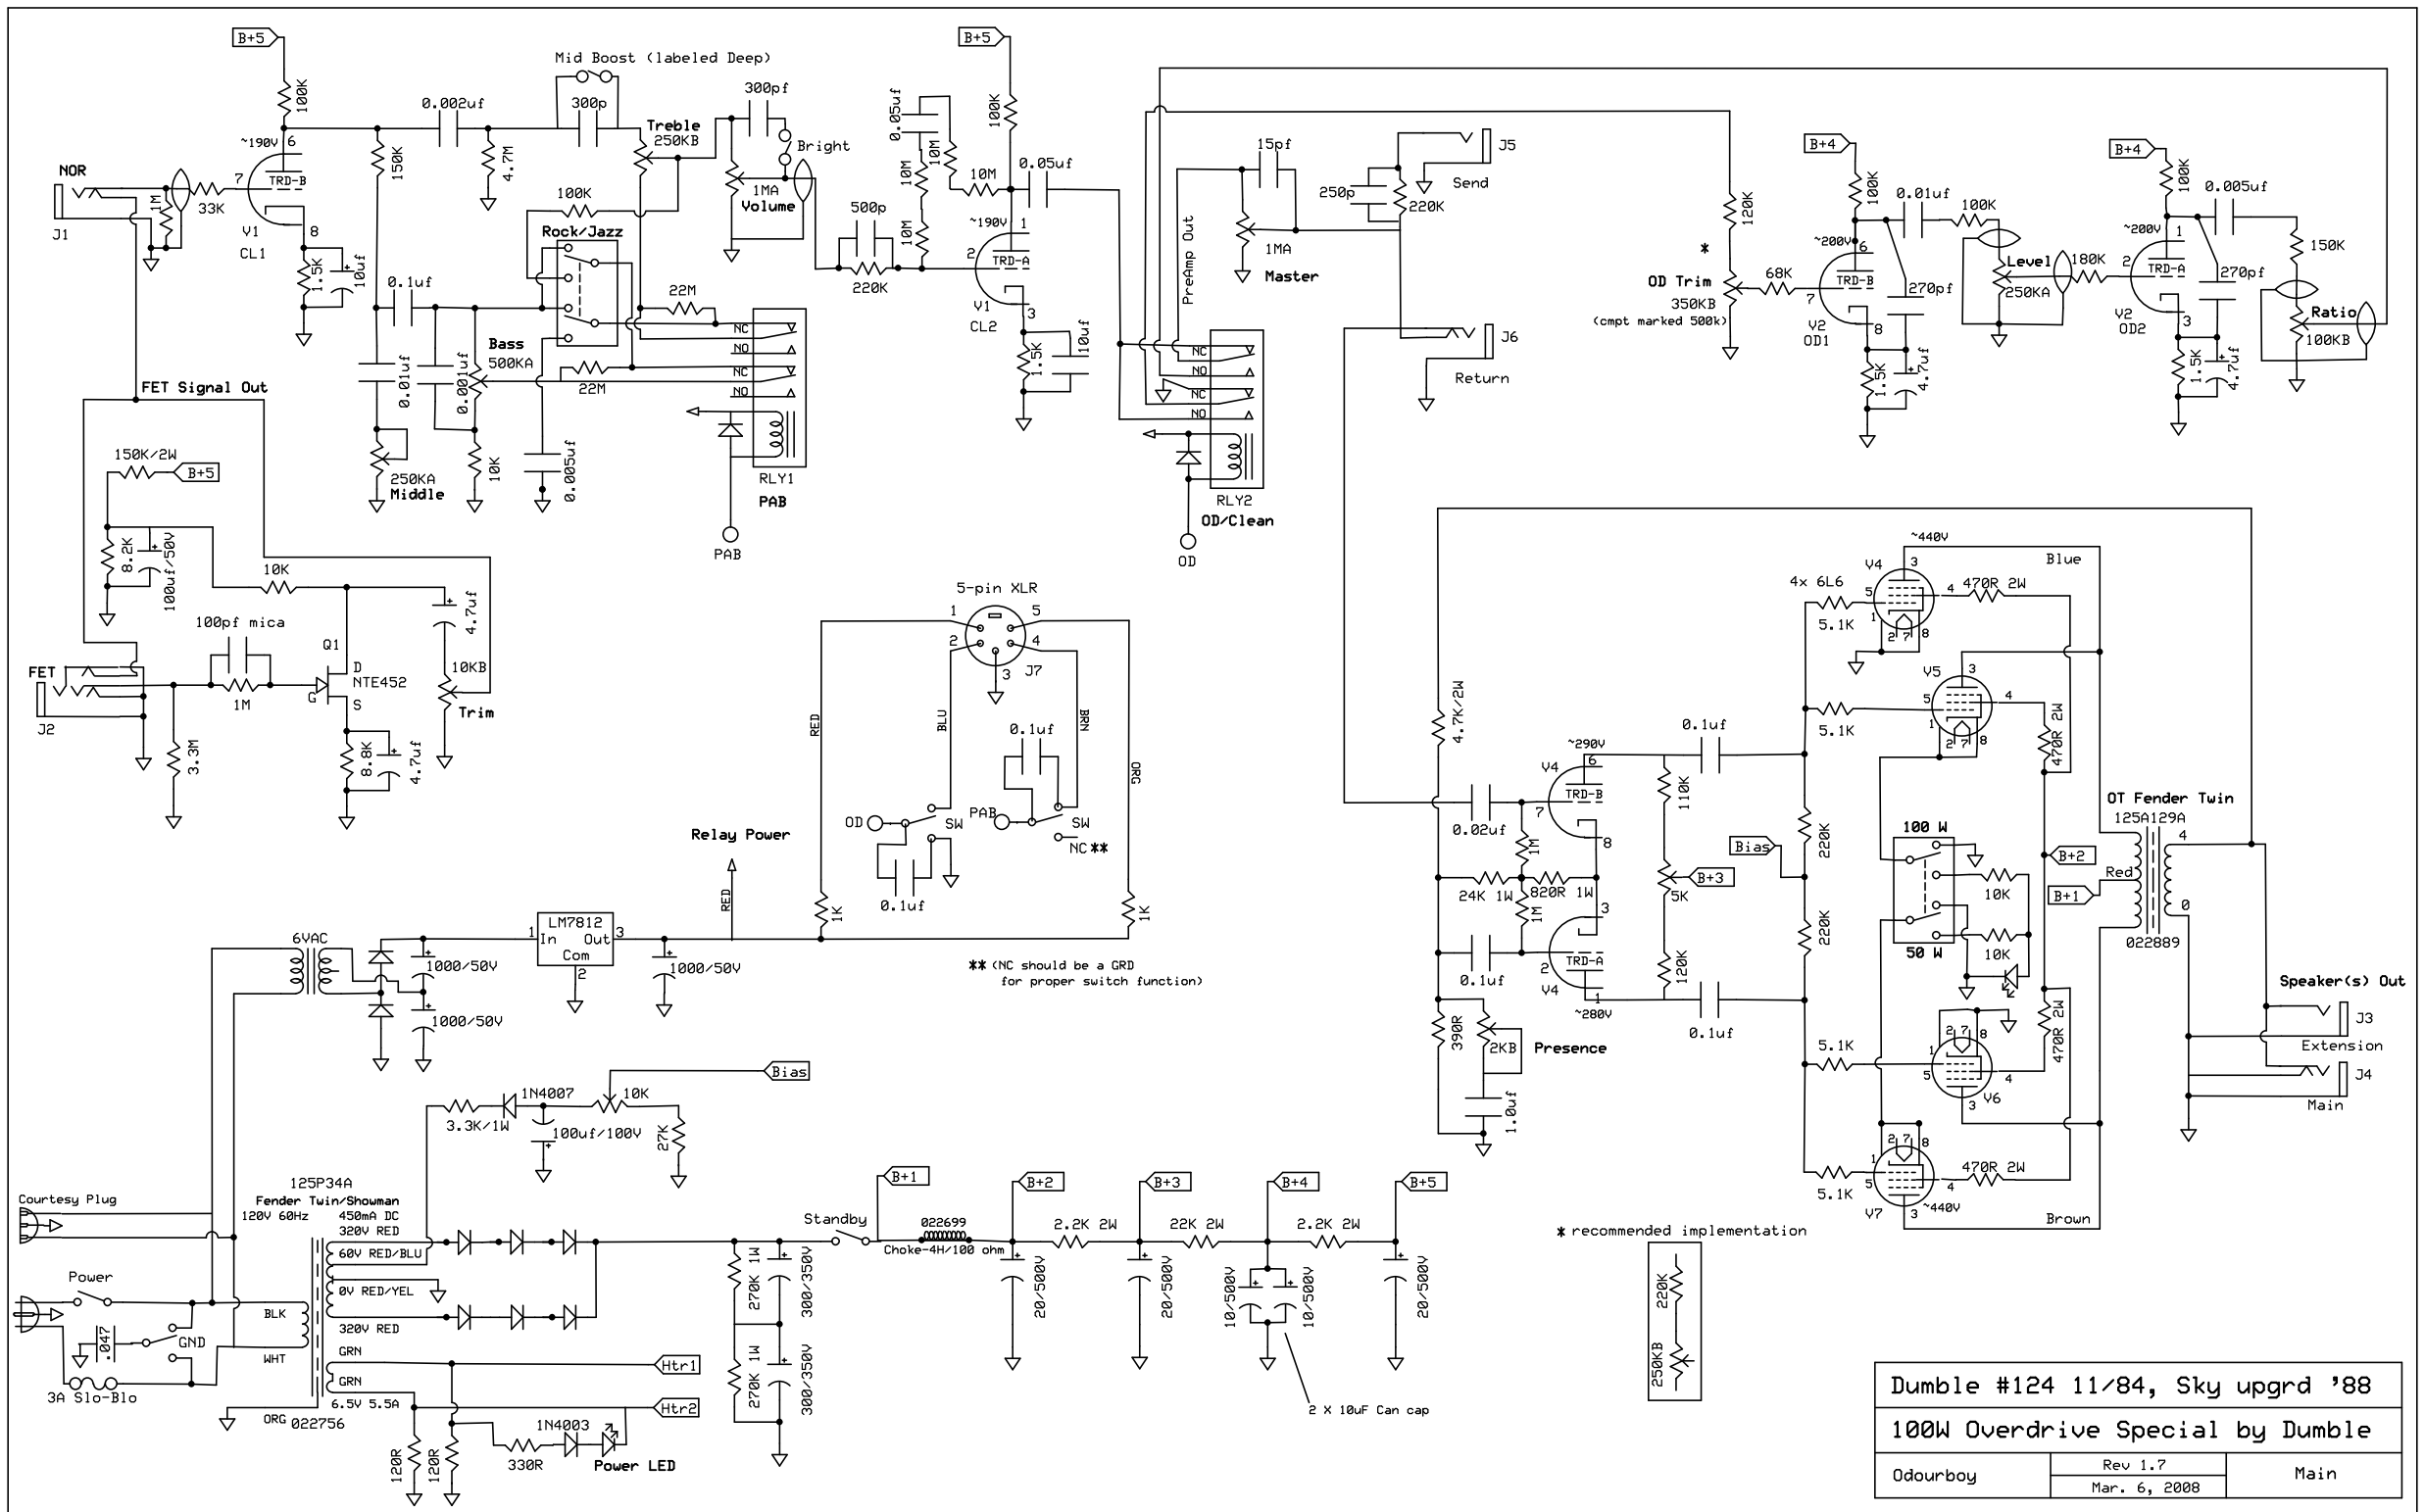 B+5
100K
~190V
6
TRD-B
7
8
V1
CL1
NOR
J1
1M
33K
1.5K
10uf
150K
0.002uf
4.7M
Mid Boost (labeled Deep)
300p
Treble
250KB
100K
Rock/Jazz
300pf
Bright
1MA
Volume
0.1uf
0.01uf
0.001uf
Bass
500KA
250KA
Middle
10K
0.005uf
22M
22M
NC
NO
NC
NO
RLY1
PAB
PAB
500p
220K
0.05uf
10M
10M
10M
10M
B+5
100K
0.05uf
~190V
1
TRD-A
2
3
V1
CL2
1.5K
10uf
PreAmp Out
15pf
1MA
Master
NC
NO
NC
NO
RLY2
OD/Clean
OD
250p
220K
J5
Send
J6
Return
120K
*
OD Trim
350KB
(cmpt marked 500k)
68K
B+4
100K
~200V
6
TRD-B
7
8
V2
OD1
1.5K
4.7uf
270pf
0.01uf
100K
Level
250KA
180K
B+4
100K
~200V
1
TRD-A
2
3
V2
OD2
1.5K
4.7uf
270pf
0.005uf
150K
Ratio
100KB
FET Signal Out
150K/2W
B+5
8.2K
100uf/50V
10K
100pf mica
Q1
D
NTE452
G
S
1M
FET
J2
3.3M
8.8K
4.7uf
4.7uf
10KB
Trim
5-pin XLR
1
5
2
4
3
J7
RED
BLU
BRN
ORG
0.1uf
OD
SW
PAB
SW
NC **
0.1uf
1K
1K
Relay Power
RED
** (NC should be a GRD
for proper switch function)
6VAC
1000/50V
1000/50V
LM7812
1
In
Out
3
Com
2
1000/50V
4.7K/2W
0.02uf
~290V
V4
6
TRD-B
7
8
1M
24K 1W
820R 1W
1M
0.1uf
3
TRD-A
2
V4
1
~280V
390R
2KB
Presence
1.0uf
110K
B+3
5K
120K
0.1uf
0.1uf
Bias
220K
220K
4x 6L6
5.1K
5.1K
5.1K
5.1K
~440V
V4
3
5
4
1
2
7
8
470R 2W
Blue
V5
3
5
4
1
2
7
8
470R 2W
100 W
50 W
10K
10K
B+2
B+1
Red
OT Fender Twin
125A129A
4
0
022889
2
7
8
1
5
4
3
V6
470R 2W
2
7
8
1
5
4
3
V7
~440V
470R 2W
Brown
Speaker(s) Out
J3
Extension
J4
Main
Bias
1N4007
3.3K/1W
10K
100uf/100V
27K
Courtesy Plug
Power
.047
GND
3A Slo-Blo
BLK
WHT
ORG
022756
125P34A
Fender Twin/Showman
120V 60Hz
450mA DC
320V RED
60V RED/BLU
0V RED/YEL
320V RED
GRN
GRN
6.5V 5.5A
Htr1
Htr2
120R
120R
330R
1N4003
Power LED
270K 1W
270K 1W
300/350V
300/350V
Standby
B+1
022699
Choke-4H/100 ohm
B+2
2.2K 2W
B+3
22K 2W
B+4
2.2K 2W
B+5
20/500V
20/500V
10/500V
10/500V
20/500V
2 X 10uF Can cap
* recommended implementation
220K
250KB
Dumble #124 11/84, Sky upgrd '88
100W Overdrive Special by Dumble
Odourboy
Rev 1.7
Mar. 6, 2008
Main